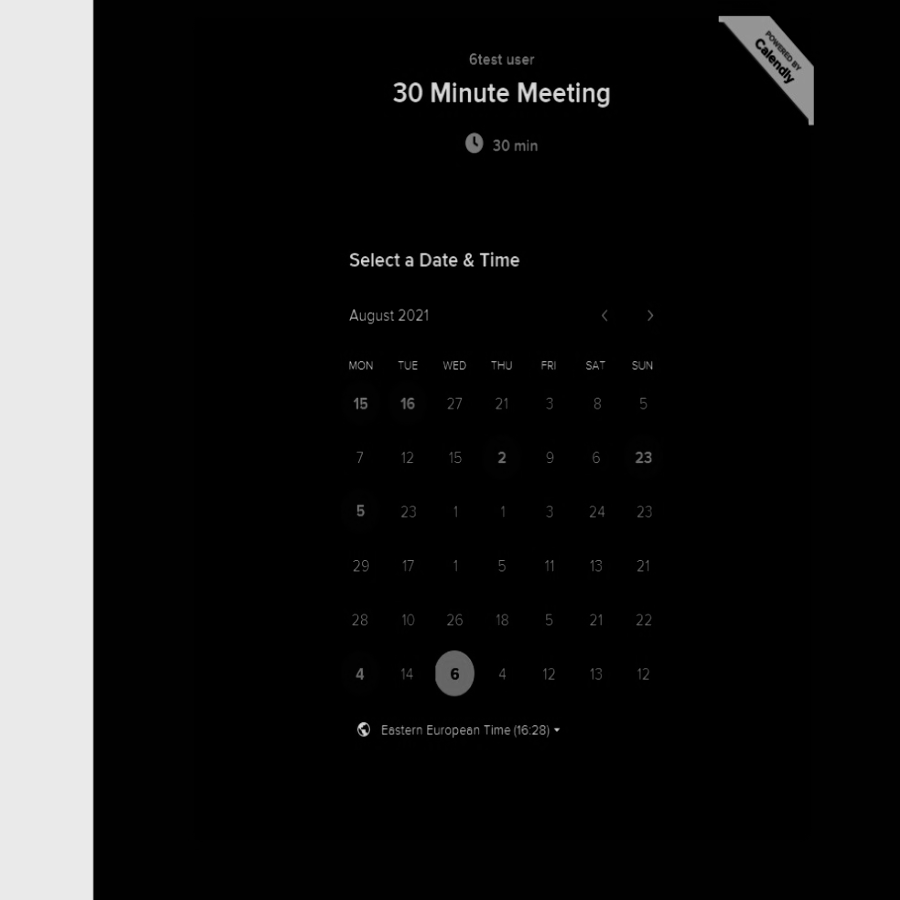 POWERED BY
Calendly
6test user
30 Minute Meeting
30 min
Select a Date & Time
August 2021
MON TUE WED THU FRI SAT SUN
15 16 27 21 3 8 5
7 12 15 2 9 6 23
5 23 1 1 3 24 23
29 17 1 5 11 13 21
28 10 26 18 5 21 22
4 14 6 4 12 13 12
Eastern European Time (16:28)